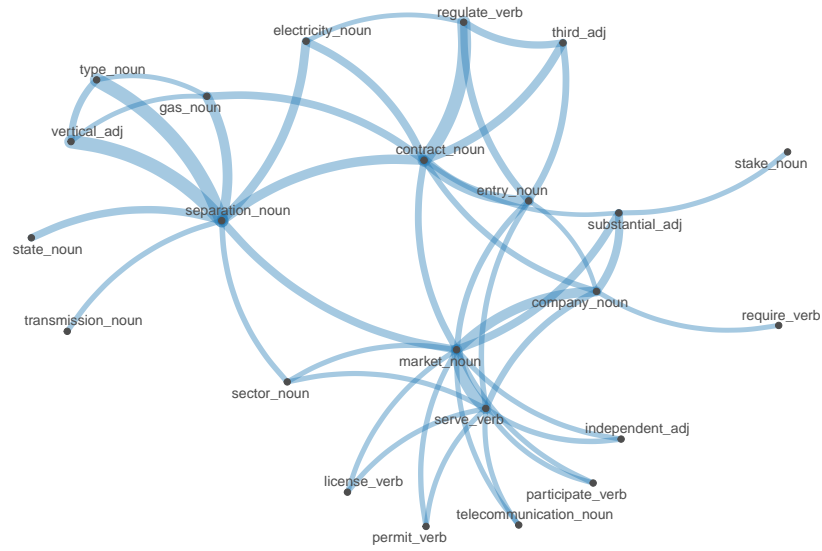 regulate_verb
electricity_noun
third_adj
type_noun
gas_noun
vertical_adj
contract_noun
stake_noun
entry_noun
separation_noun
substantial_adj
state_noun
company_noun
transmission_noun
require_verb
market_noun
sector_noun
serve_verb
independent_adj
license_verb
participate_verb
telecommunication_noun
permit_verb